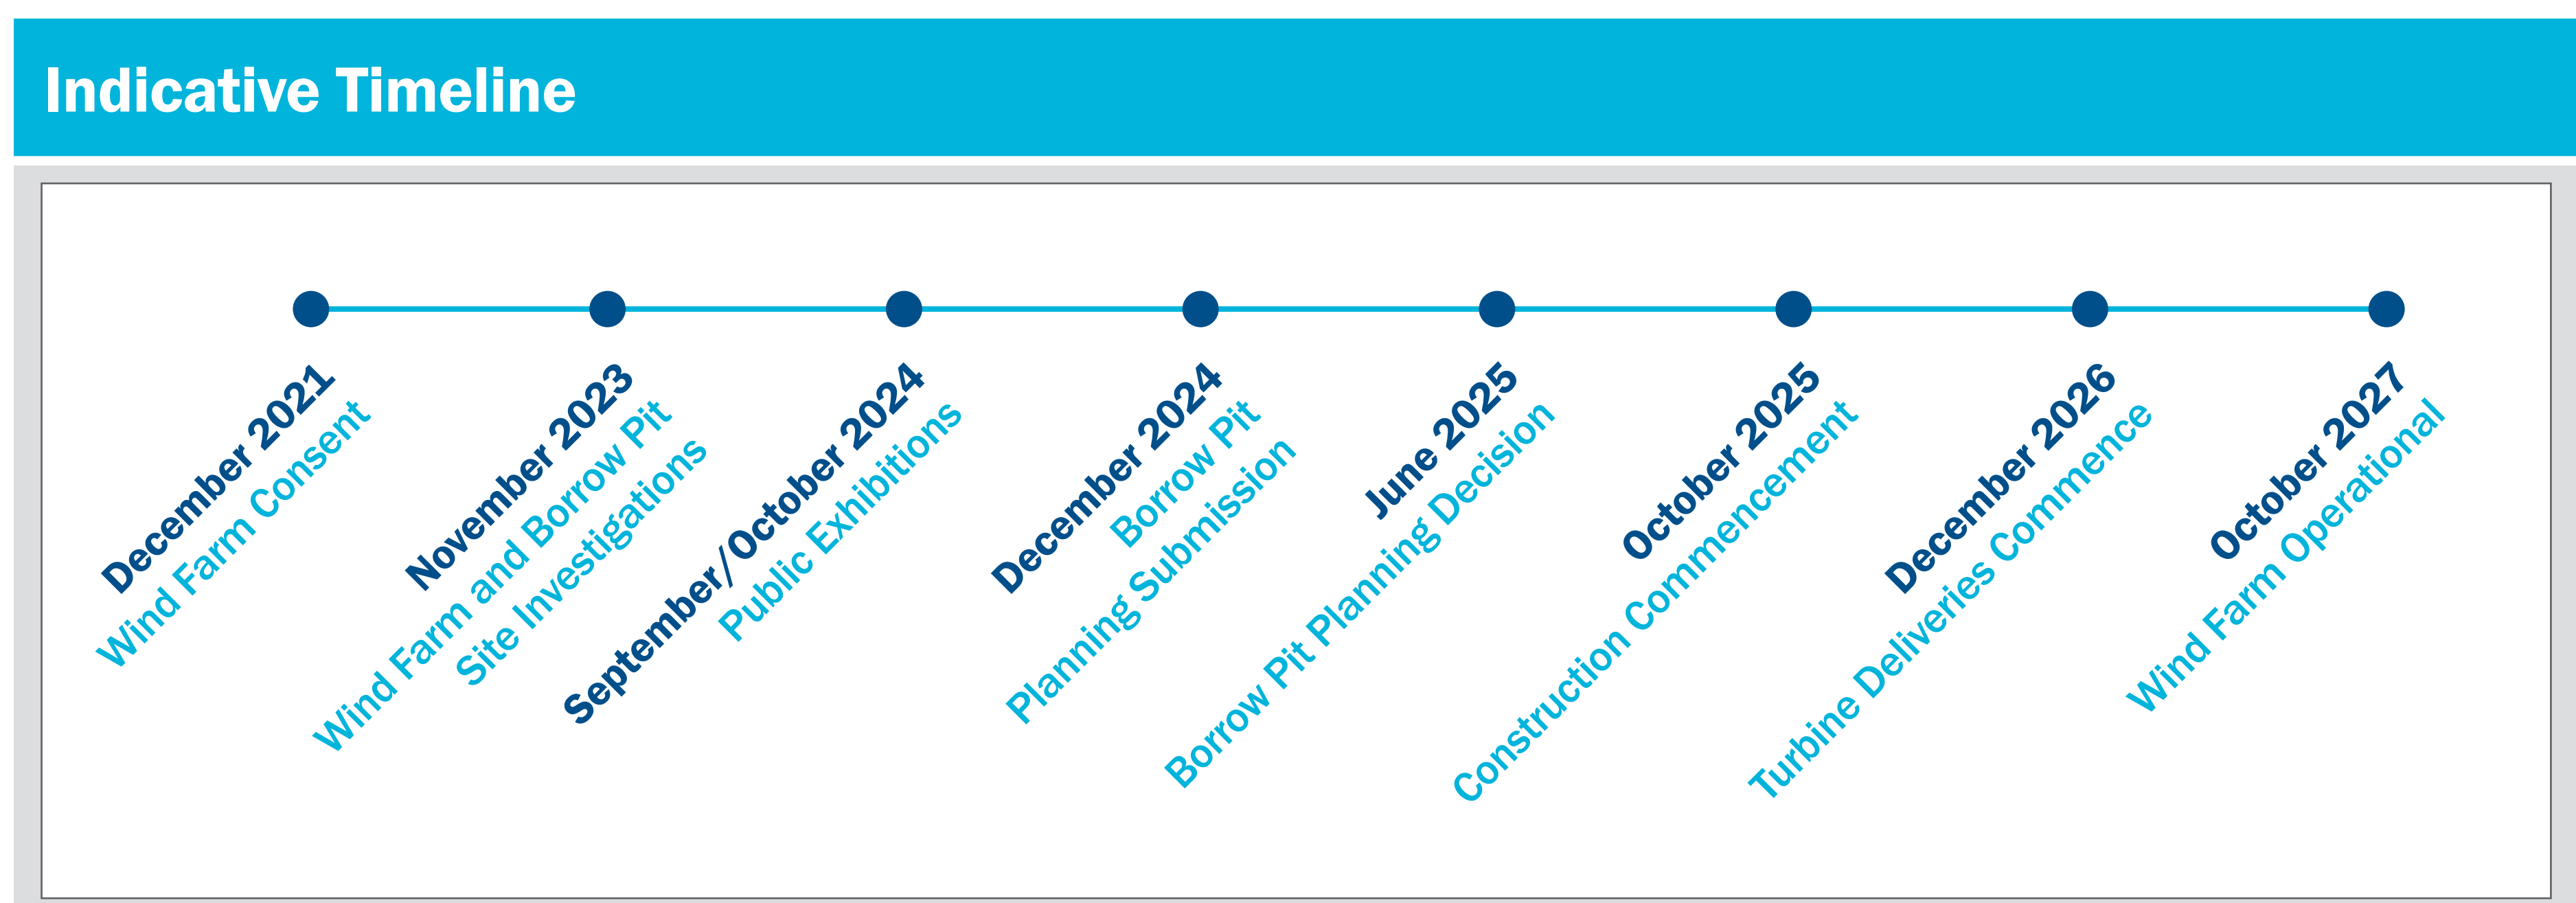 Indicative Timeline
December 2021
Wind Farm Consent
November 2023
Wind Farm and Borrow Pit
Site Investigations
September/October 2024
Public Exhibitions
December 2024
Borrow Pit
Planning Submission
June 2025
Borrow Pit Planning Decision
October 2025
Construction Commencement
December 2026
Turbine Deliveries Commence
October 2027
Wind Farm Operational